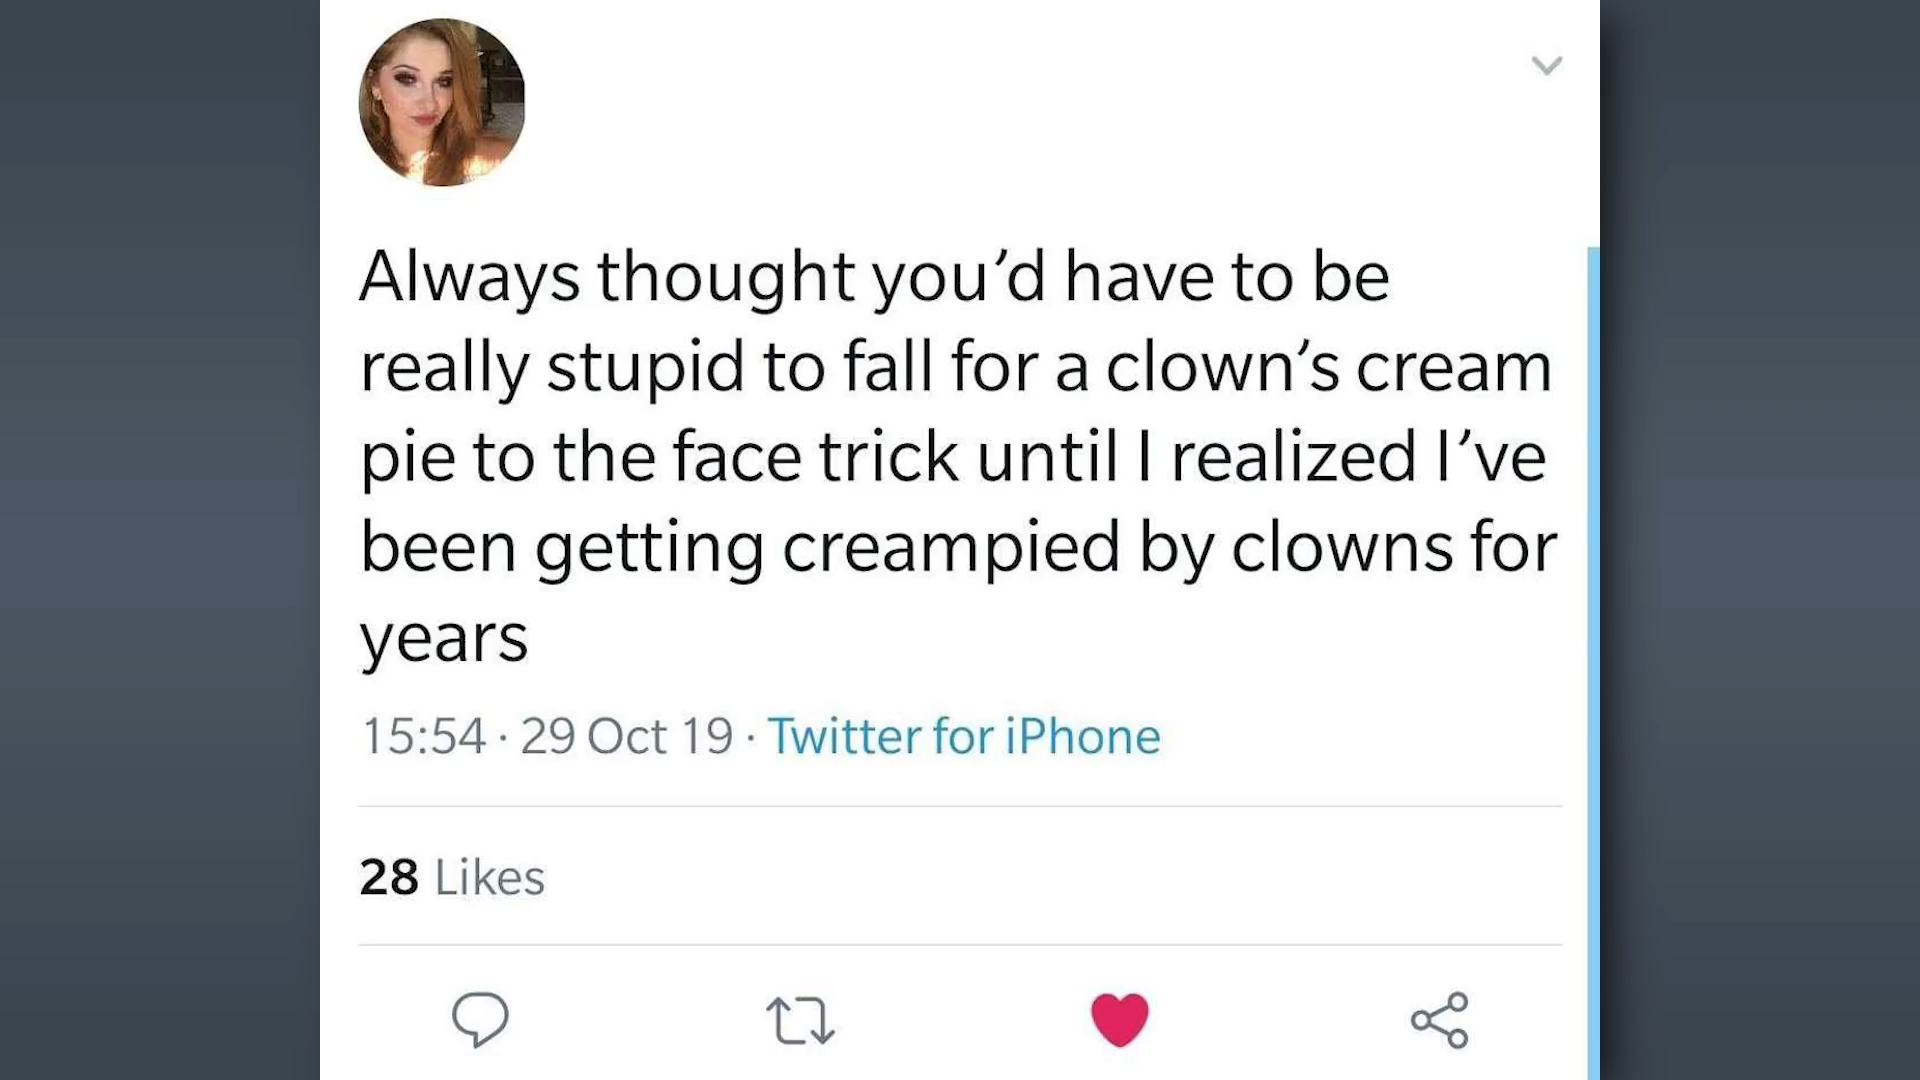 Always thought you’d have to be
really stupid to fall for a clown’s cream
pie to the face trick until I realized I’ve
been getting creampied by clowns for
years
15:54 · 29 Oct 19 · Twitter for iPhone
28 Likes